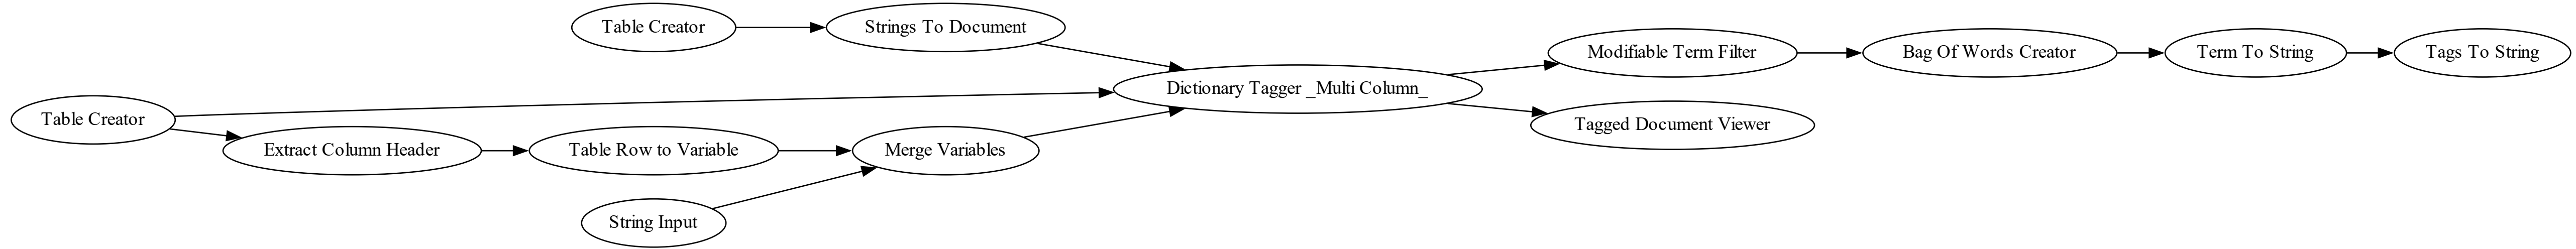 Table Creator
Strings To Document
Table Creator
Extract Column Header
Table Row to Variable
Merge Variables
String Input
Dictionary Tagger _Multi Column_
Modifiable Term Filter
Bag Of Words Creator
Term To String
Tags To String
Tagged Document Viewer